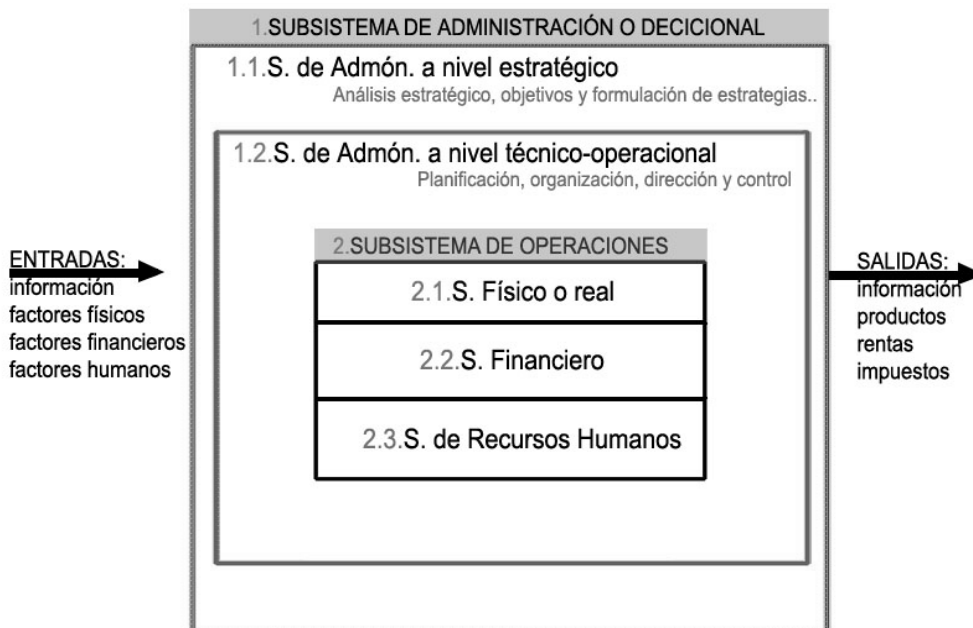 1.SUBSISTEMA DE ADMINISTRACIÓN O DECICIONAL
1.1.S. de Admón. a nivel estratégico
Análisis estratégico, objetivos y formulación de estrategias..
1.2.S. de Admón. a nivel técnico-operacional
Planificación, organización, dirección y control
2.SUBSISTEMA DE OPERACIONES
2.1.S. Físico o real
2.2.S. Financiero
2.3.S. de Recursos Humanos
ENTRADAS:
información
factores físicos
factores financieros
factores humanos
SALIDAS:
información
productos
rentas
impuestos